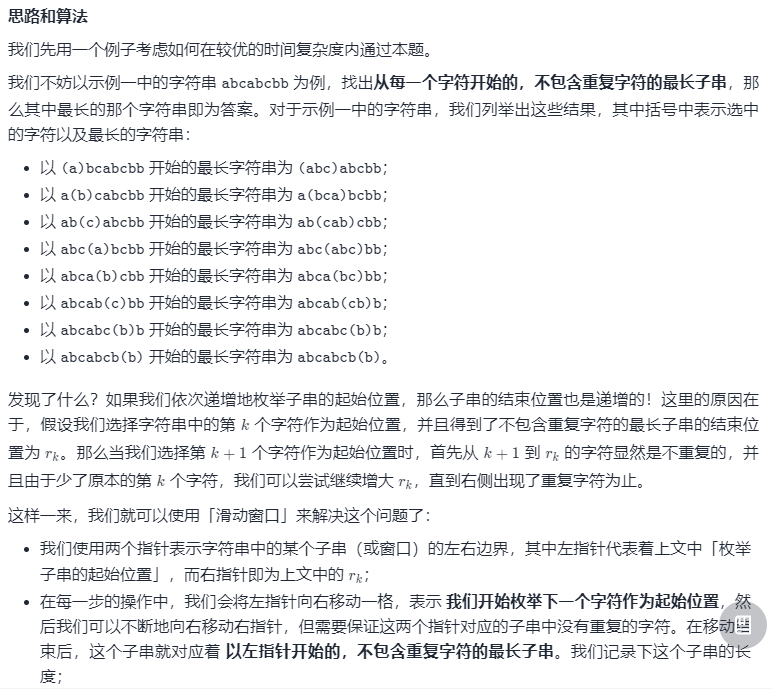 思路和算法
我们先用一个例子考虑如何在较优的时间复杂度内通过本题。
我们不妨以示例一中的字符串 abcabcbb 为例，找出从每一个字符开始的，不包含重复字符的最长子串，那
么其中最长的那个字符串即为答案。对于示例一中的字符串，我们列举出这些结果，其中括号中表示选中
的字符以及最长的字符串：
• 以 (a)bcabcbb 开始的最长字符串为 (abc)abcbb；
• 以 a(b)cabcbb 开始的最长字符串为 a(bca)bcbb；
• 以 ab(c)abcbb 开始的最长字符串为 ab(cab)cbb；
• 以 abc(a)bcbb 开始的最长字符串为 abc(abc)bb；
• 以 abca(b)cbb 开始的最长字符串为 abca(bc)bb；
• 以 abcab(c)bb 开始的最长字符串为 abcab(cb)b；
• 以 abcabc(b)b 开始的最长字符串为 abcabc(b)b；
• 以 abcabcb(b) 开始的最长字符串为 abcabcb(b)。
发现了什么？如果我们依次递增地枚举子串的起始位置，那么子串的结束位置也是递增的！这里的原因在
于，假设我们选择字符串中的第 k 个字符作为起始位置，并且得到了不包含重复字符的最长子串的结束位
置为 rₖ。那么当我们选择第 k + 1 个字符作为起始位置时，首先从 k + 1 到 rₖ 的字符显然是不重复的，并
且由于少了原本的第 k 个字符，我们可以尝试继续增大 rₖ，直到右侧出现了重复字符为止。
这样一来，我们就可以使用「滑动窗口」来解决这个问题了：
• 我们使用两个指针表示字符串中的某个子串（或窗口）的左右边界，其中左指针代表着上文中「枚举
子串的起始位置」，而右指针即为上文中的 rₖ；
• 在每一步的操作中，我们会将左指针向右移动一格，表示 我们开始枚举下一个字符作为起始位置，然
后我们可以不断地向右移动右指针，但需要保证这两个指针对应的子串中没有重复的字符。在移动
束后，这个子串就对应着 以左指针开始的，不包含重复字符的最长子串。我们记录下这个子串的长
度；